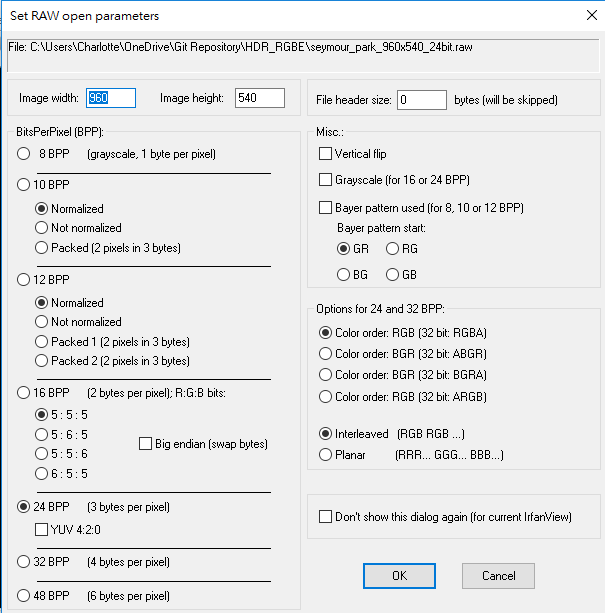 Set RAW open parameters
File: C:\Users\Charlotte\OneDrive\Git Repository\HDR_RGBE\seymour_park_960x540_24bit.raw
Image width: 960 Image height: 540
File header size: 0 bytes (will be skipped)
BitsPerPixel (BPP):
8 BPP (grayscale, 1 byte per pixel)
10 BPP
Normalized
Not normalized
Packed (2 pixels in 3 bytes)
12 BPP
Normalized
Not normalized
Packed 1 (2 pixels in 3 bytes)
Packed 2 (2 pixels in 3 bytes)
16 BPP (2 bytes per pixel); R:G:B bits:
5 : 5 : 5
5 : 6 : 5
5 : 5 : 6
6 : 5 : 5
Big endian (swap bytes)
24 BPP (3 bytes per pixel)
YUV 4:2:0
32 BPP (4 bytes per pixel)
48 BPP (6 bytes per pixel)
Misc.:
Vertical flip
Grayscale (for 16 or 24 BPP)
Bayer pattern used (for 8, 10 or 12 BPP)
Bayer pattern start:
GR RG
BG GB
Options for 24 and 32 BPP:
Color order: RGB (32 bit: RGBA)
Color order: BGR (32 bit: ABGR)
Color order: BGR (32 bit: BGRA)
Color order: RGB (32 bit: ARGB)
Interleaved (RGB RGB ...)
Planar (RRR... GGG... BBB...)
Don't show this dialog again (for current IrfanView)
OK Cancel